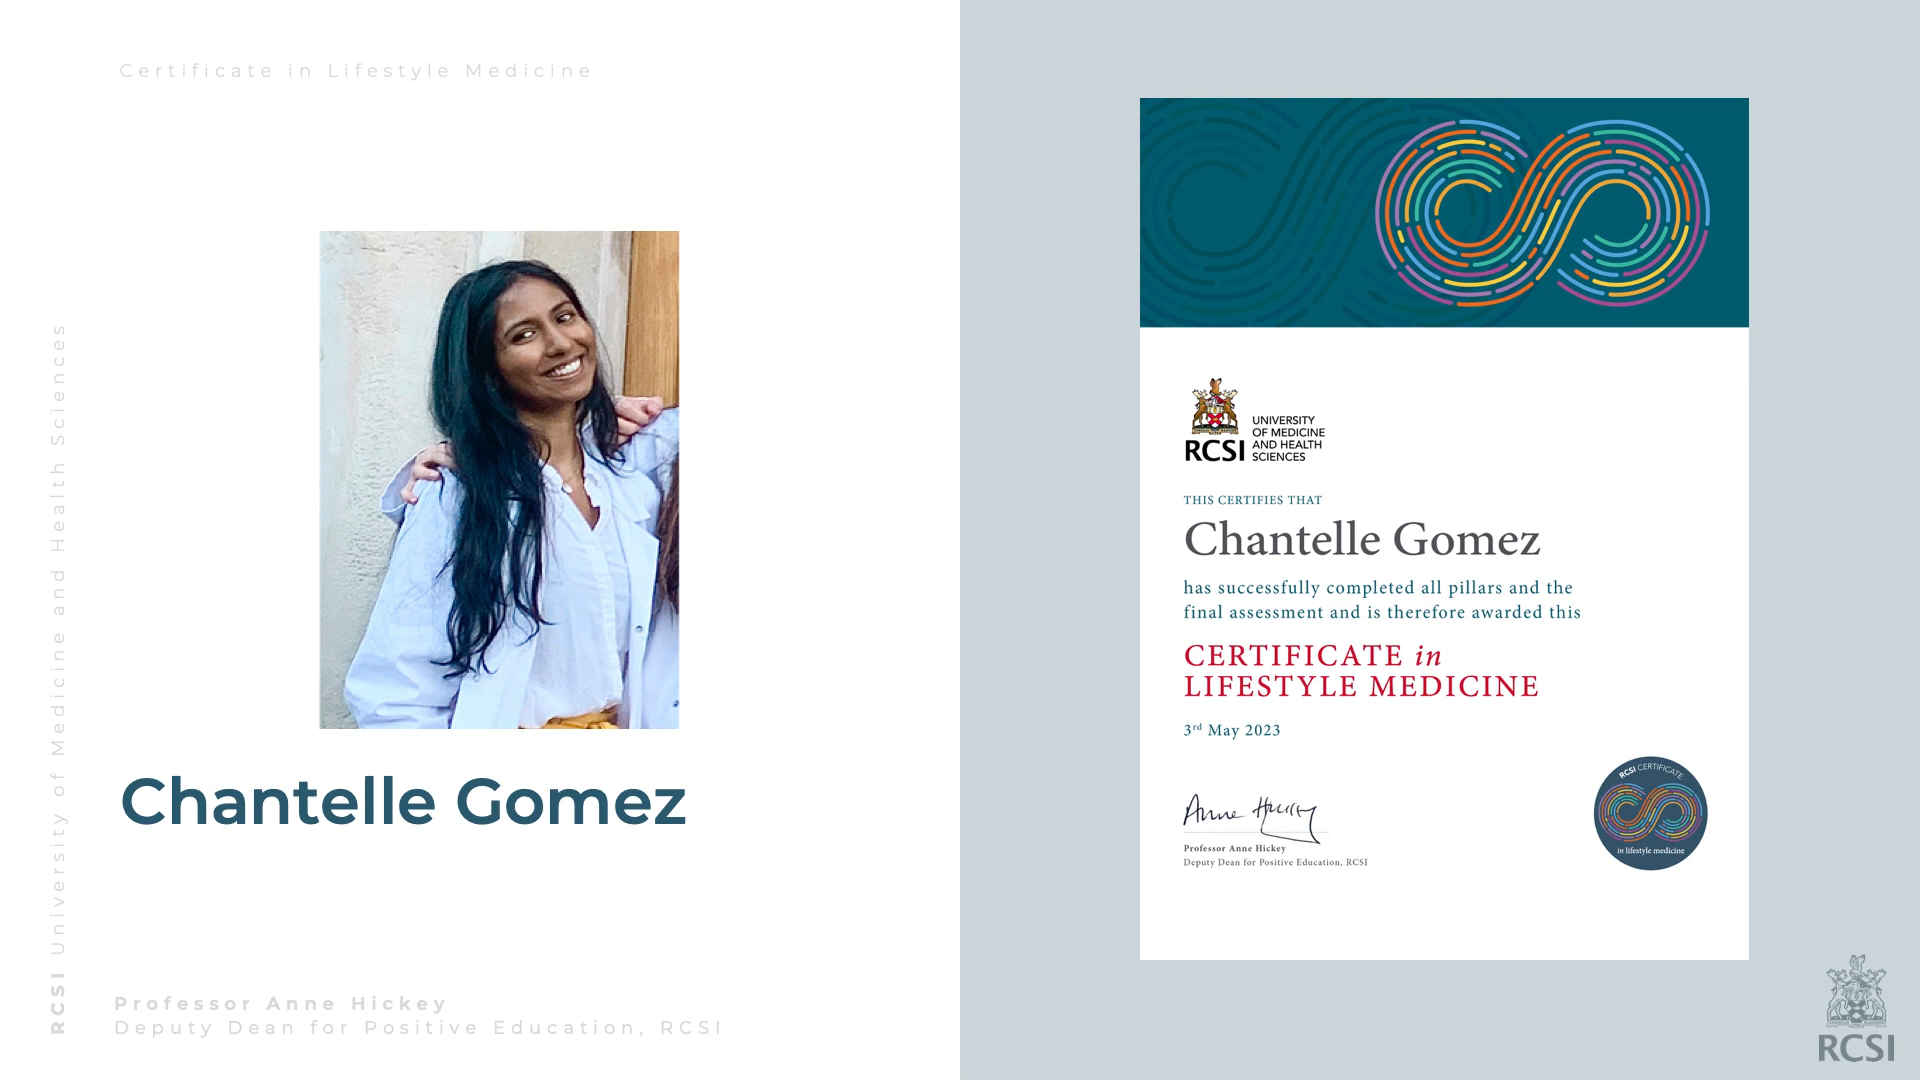 Certificate in Lifestyle Medicine
RCSI University of Medicine and Health Sciences
Chantelle Gomez
Professor Anne Hickey
Deputy Dean for Positive Education, RCSI
RCSI
UNIVERSITY
OF MEDICINE
AND HEALTH
SCIENCES
THIS CERTIFIES THAT
Chantelle Gomez
has successfully completed all pillars and the
final assessment and is therefore awarded this
CERTIFICATE in
LIFESTYLE MEDICINE
3rd May 2023
Anne Hickey
Professor Anne Hickey
Deputy Dean for Positive Education, RCSI
RCSI CERTIFICATE
in lifestyle medicine
RCSI